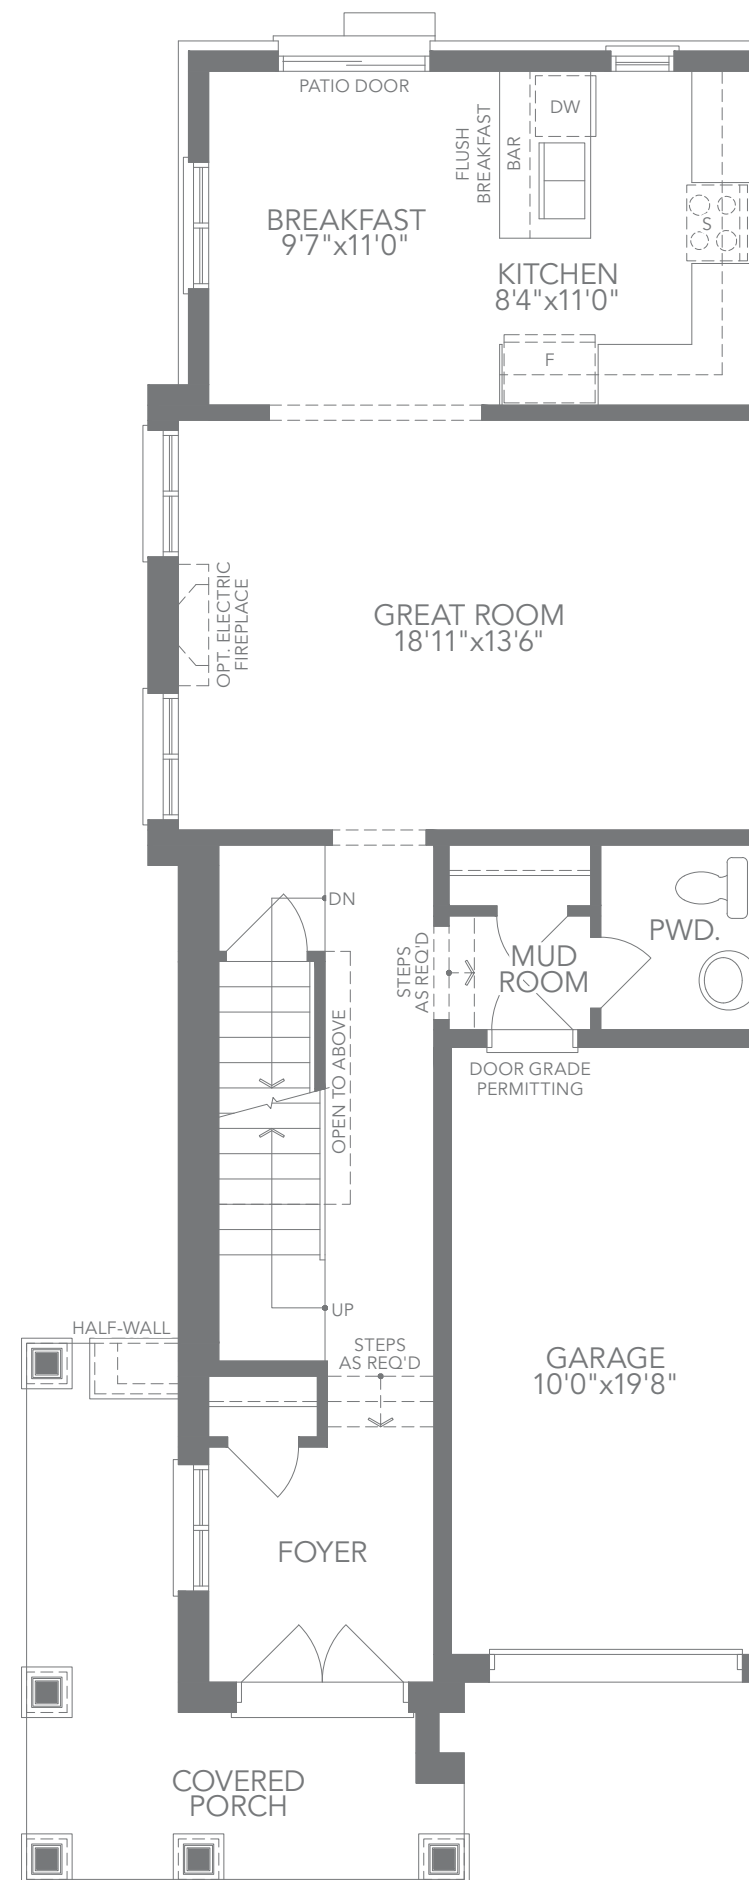 PATIO DOOR
DW
FLUSH
BREAKFAST
BAR
S
BREAKFAST
9'7"x11'0"
KITCHEN
8'4"x11'0"
F
OPT. ELECTRIC
FIREPLACE
GREAT ROOM
18'11"x13'6"
DN
PWD.
STEPS
AS REQ'D
MUD
ROOM
OPEN TO ABOVE
DOOR GRADE
PERMITTING
UP
HALF-WALL
STEPS
AS REQ'D
GARAGE
10'0"x19'8"
FOYER
COVERED
PORCH